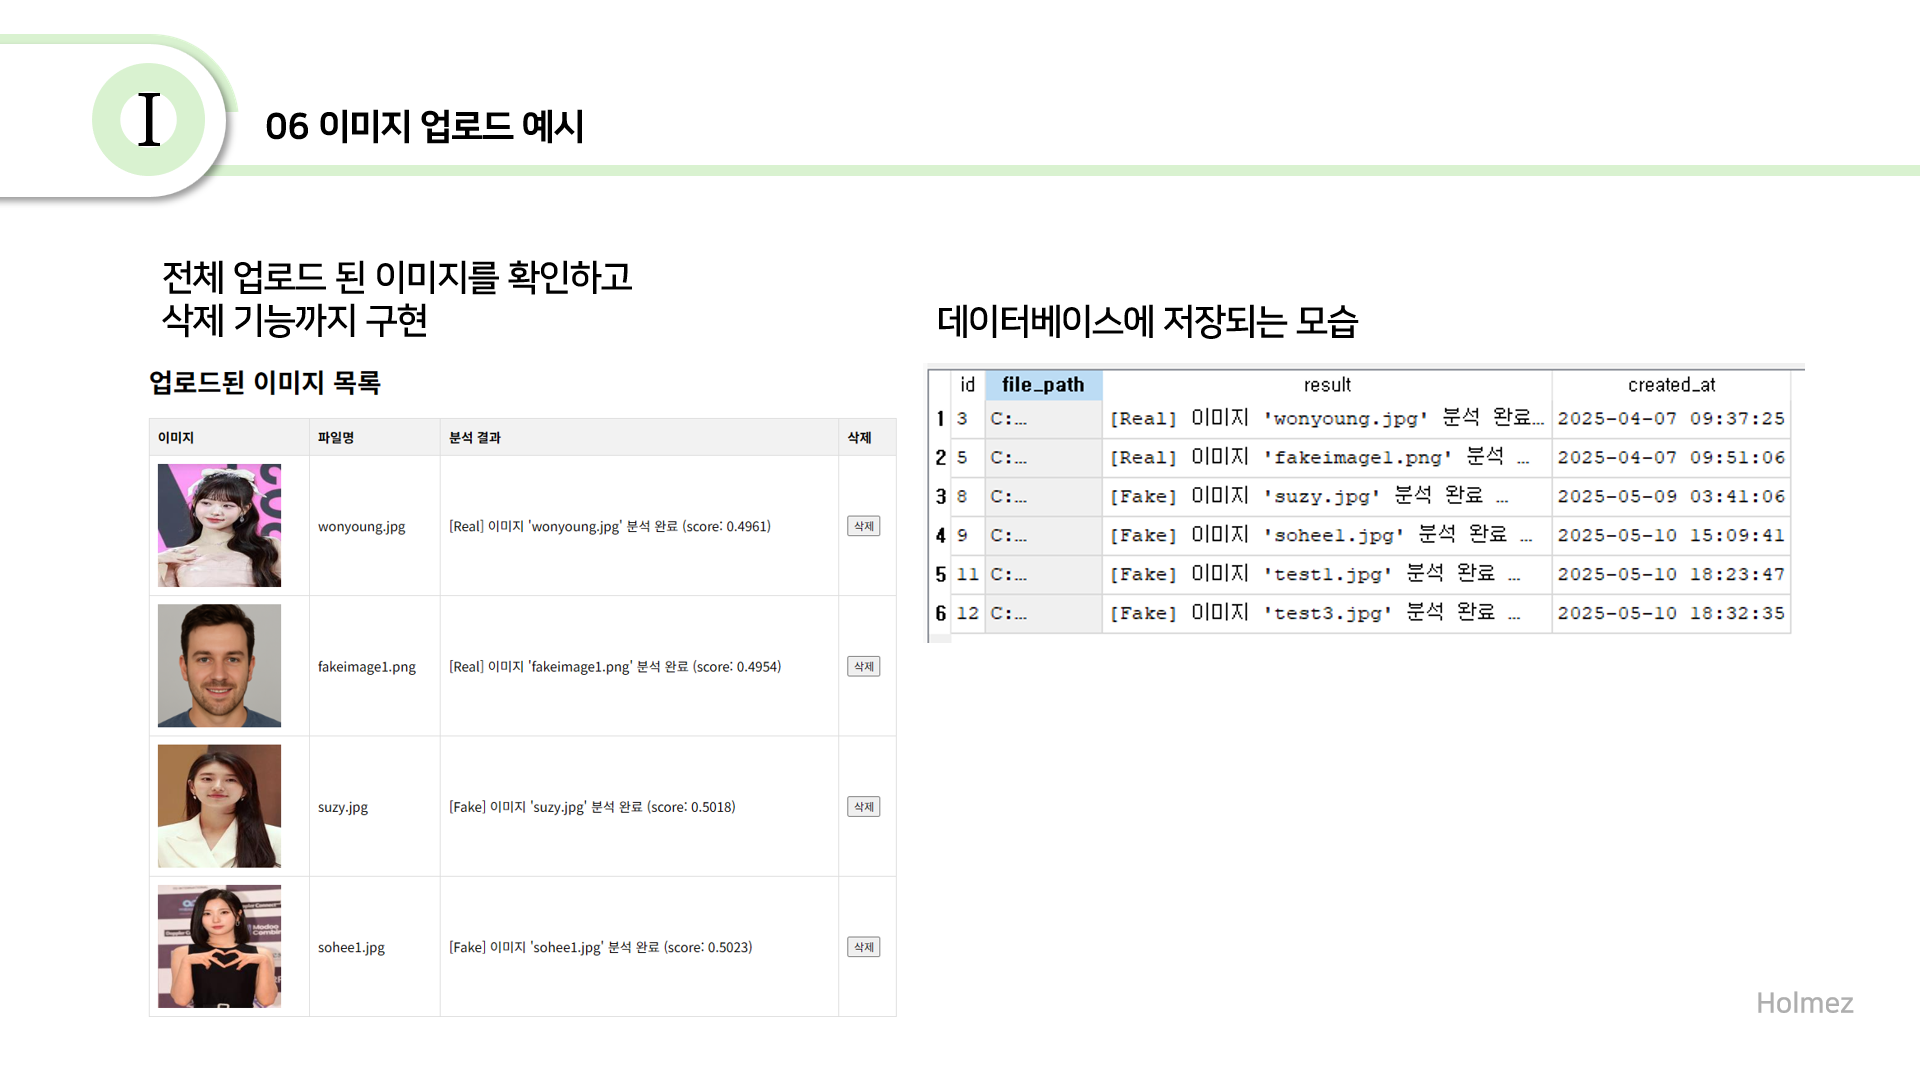 I
06 이미지 업로드 예시
전체 업로드 된 이미지를 확인하고
삭제 기능까지 구현
업로드된 이미지 목록
이미지 파일명 분석 결과 삭제
wonyoung.jpg [Real] 이미지 'wonyoung.jpg' 분석 완료 (score: 0.4961) 삭제
fakeimage1.png [Real] 이미지 'fakeimage1.png' 분석 완료 (score: 0.4954) 삭제
suzy.jpg [Fake] 이미지 'suzy.jpg' 분석 완료 (score: 0.5018) 삭제
sohee1.jpg [Fake] 이미지 'sohee1.jpg' 분석 완료 (score: 0.5023) 삭제
데이터베이스에 저장되는 모습
id file_path result created_at
1 3 C:... [Real] 이미지 'wonyoung.jpg' 분석 완료... 2025-04-07 09:37:25
2 5 C:... [Real] 이미지 'fakeimage1.png' 분석 ... 2025-04-07 09:51:06
3 8 C:... [Fake] 이미지 'suzy.jpg' 분석 완료 ... 2025-05-09 03:41:06
4 9 C:... [Fake] 이미지 'sohee1.jpg' 분석 완료 ... 2025-05-10 15:09:41
5 11 C:... [Fake] 이미지 'test1.jpg' 분석 완료 ... 2025-05-10 18:23:47
6 12 C:... [Fake] 이미지 'test3.jpg' 분석 완료 ... 2025-05-10 18:32:35
Holmez